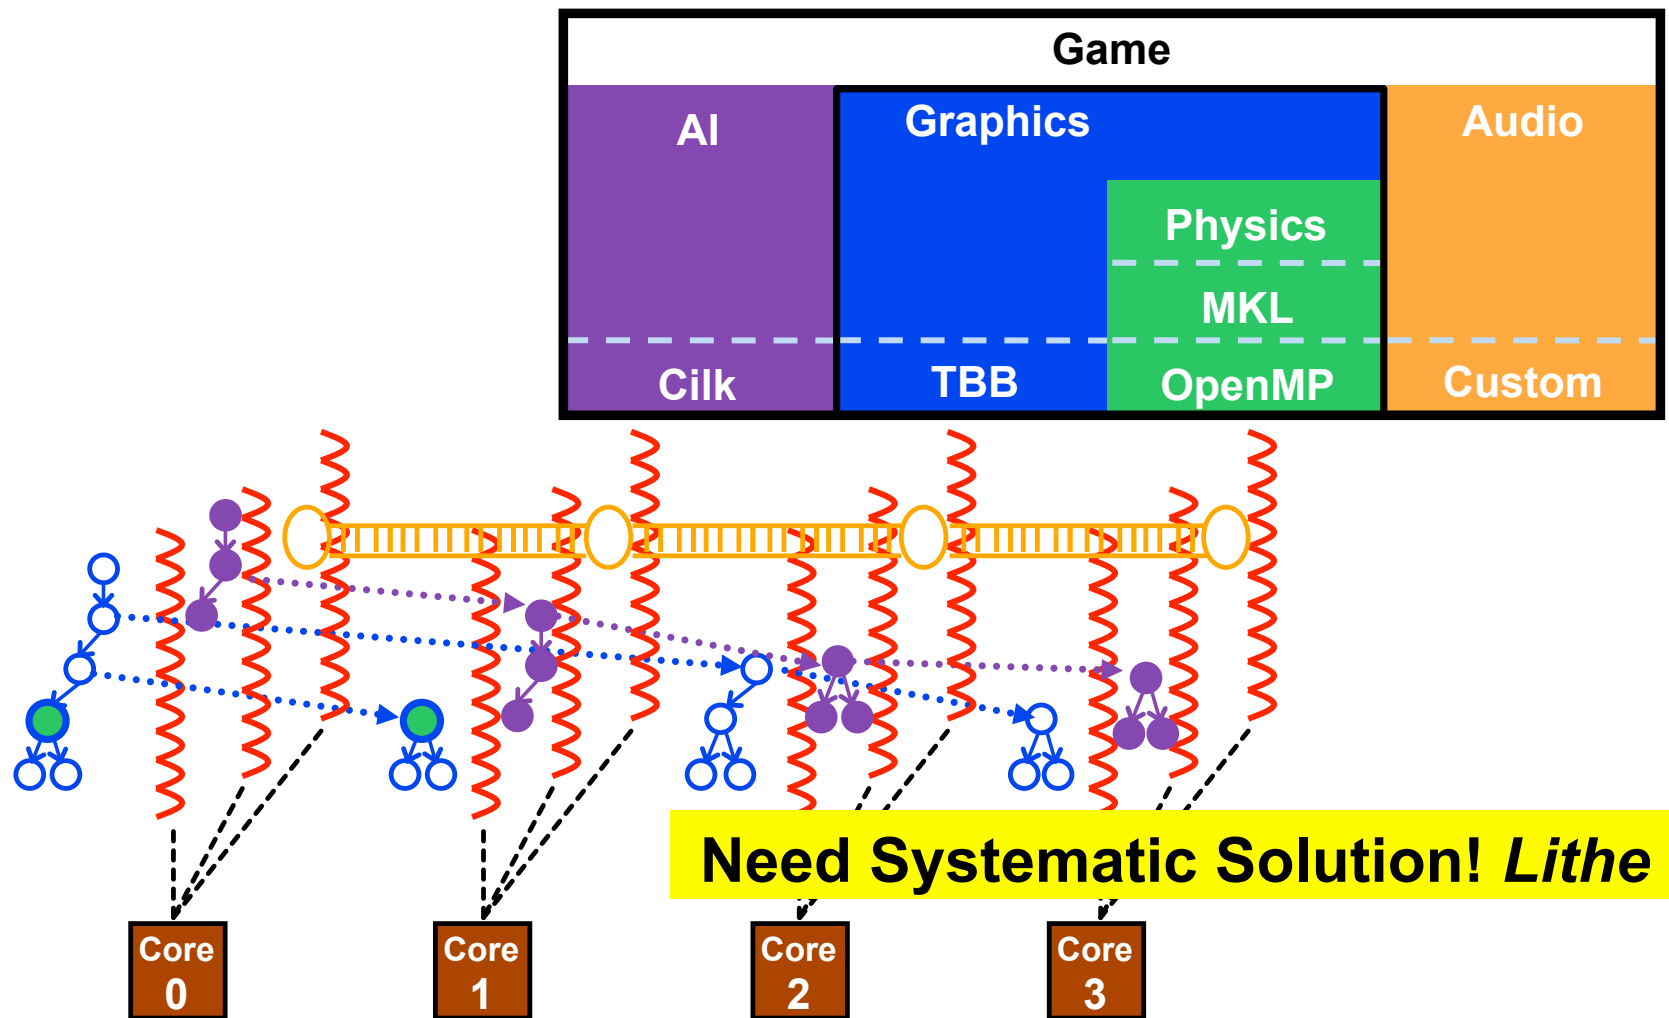 Game
AI
Graphics
Audio
Physics
MKL
Cilk
TBB
OpenMP
Custom
Need Systematic Solution! Lithe
Core
0
Core
1
Core
2
Core
3